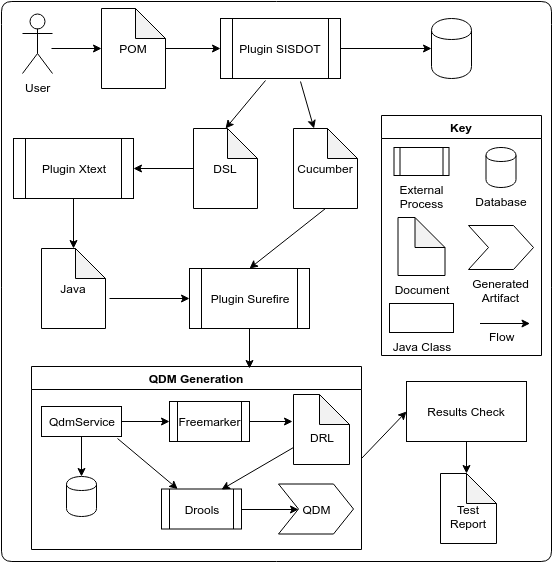 User
POM
Plugin SISDOT
Plugin Xtext
DSL
Cucumber
Key
External
Process
Database
Document
Generated
Artifact
Java Class
Flow
Java
Plugin Surefire
QDM Generation
QdmService
Freemarker
DRL
Drools
QDM
Results Check
Test
Report